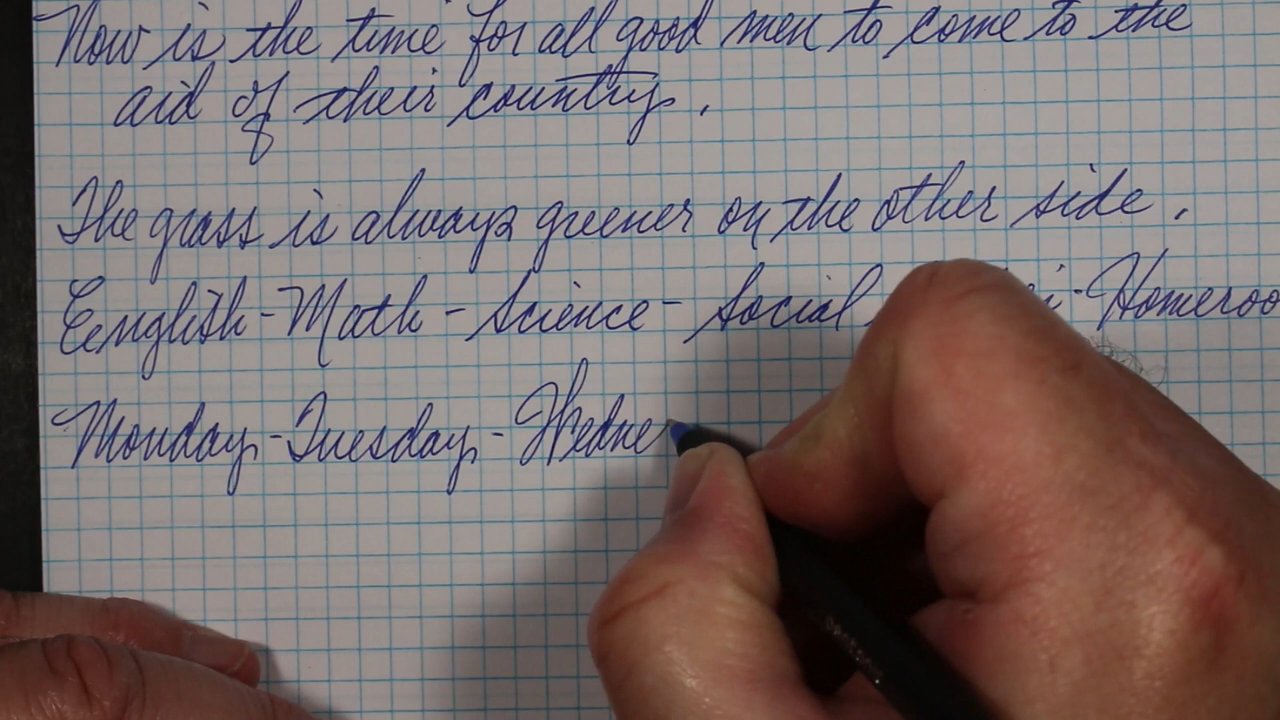 Now is the time for all good men to come to the
aid of their country.
The grass is always greener on the other side.
English - Math - Science - Social - Homeroo
Monday - Tuesday - Wedne